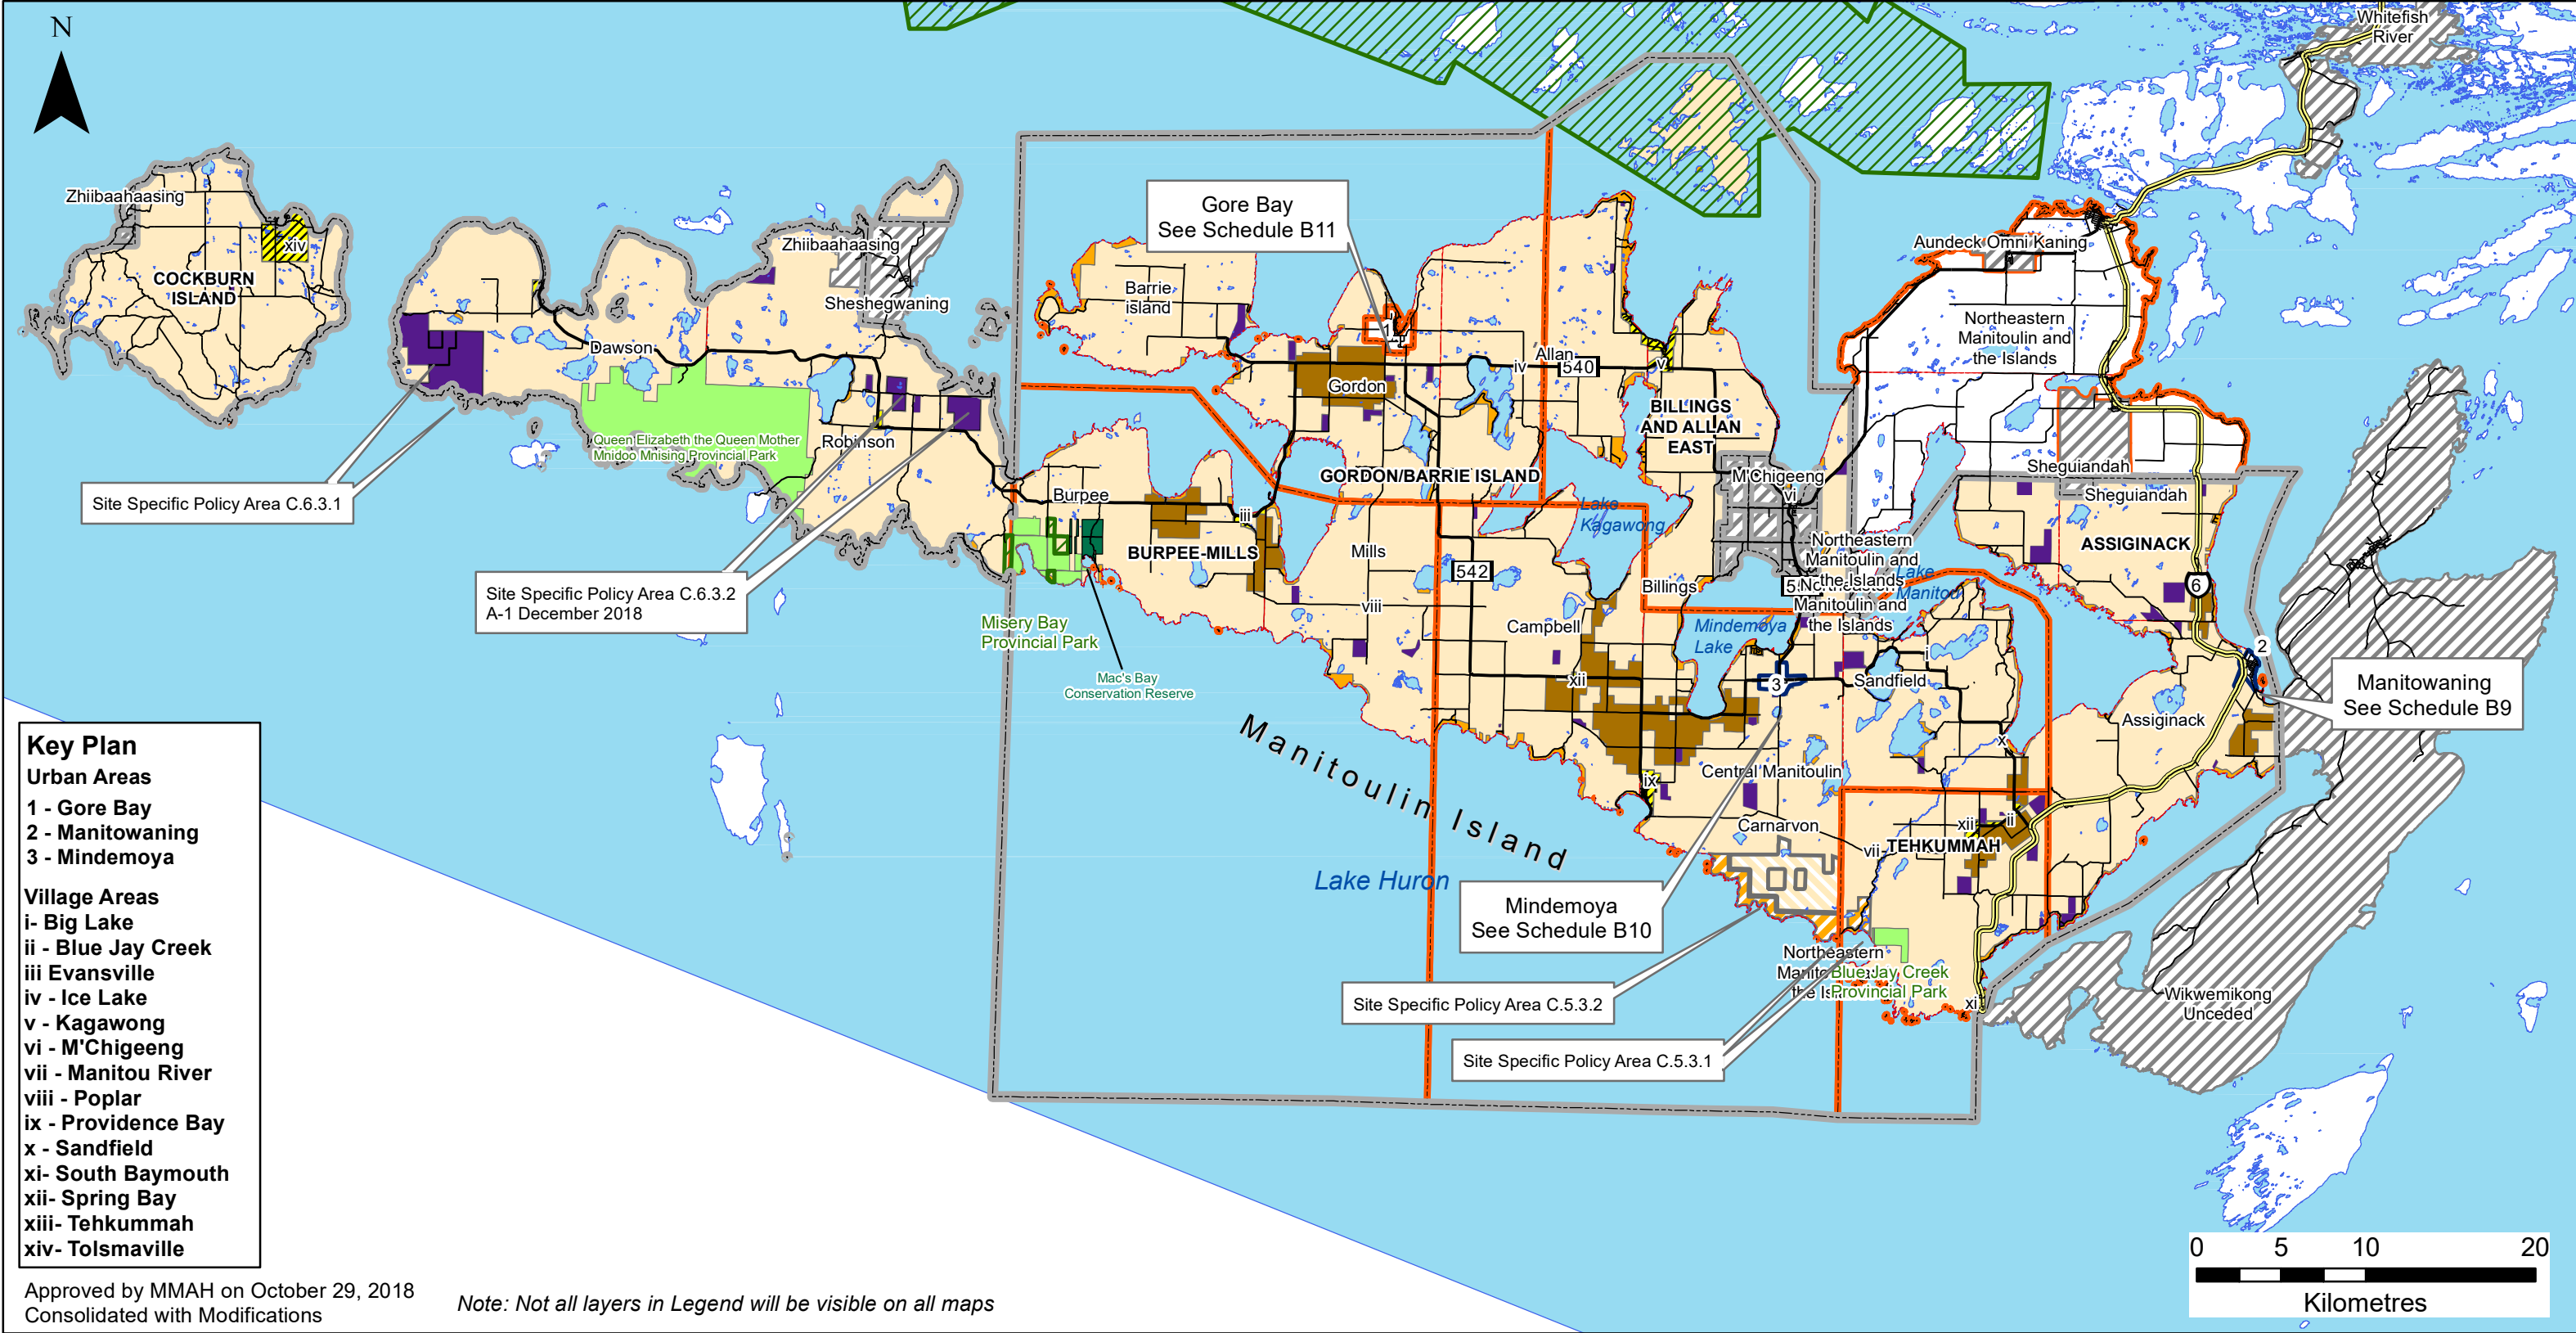 N
Whitefish
River
Zhiibaahaasing
xiv
COCKBURN
ISLAND
Zhiibaahaasing
Sheshegwaning
Dawson
Queen Elizabeth the Queen Mother
Mnidoo Mnising Provincial Park
Robinson
Site Specific Policy Area C.6.3.1
Site Specific Policy Area C.6.3.2
A-1 December 2018
Gore Bay
See Schedule B11
Barrie
island
1
Gordon
Allan
iv
540
v
BILLINGS
AND ALLAN
EAST
GORDON/BARRIE ISLAND
Aundeck Omni Kaning
Northeastern
Manitoulin and
the Islands
Sheguiandah
Sheguiandah
M'Chigeeng
vi
Lake
Kagawong
Burpee
iii
BURPEE-MILLS
Mills
viii
542
Campbell
Billings
Northeastern
Manitoulin and
the Islands
Lake
Manitou
Manitoulin and
the Islands
ASSIGINACK
6
Misery Bay
Provincial Park
Mac's Bay
Conservation Reserve
Mindemoya
Lake
xii
3
i
Sandfield
2
Manitowaning
See Schedule B9
Assiginack
x
ix
Central Manitoulin
Carnarvon
vii
xii
ii
TEHKUMMAH
Manitoulin Island
Lake Huron
Mindemoya
See Schedule B10
Site Specific Policy Area C.5.3.2
Site Specific Policy Area C.5.3.1
Northeastern
Blue Jay Creek
Provincial Park
xi
Wikwemikong
Unceded
Key Plan
Urban Areas
1 - Gore Bay
2 - Manitowaning
3 - Mindemoya
Village Areas
i- Big Lake
ii - Blue Jay Creek
iii Evansville
iv - Ice Lake
v - Kagawong
vi - M'Chigeeng
vii - Manitou River
viii - Poplar
ix - Providence Bay
x - Sandfield
xi- South Baymouth
xii- Spring Bay
xiii- Tehkummah
xiv- Tolsmaville
Approved by MMAH on October 29, 2018
Consolidated with Modifications
Note: Not all layers in Legend will be visible on all maps
0 5 10 20
Kilometres